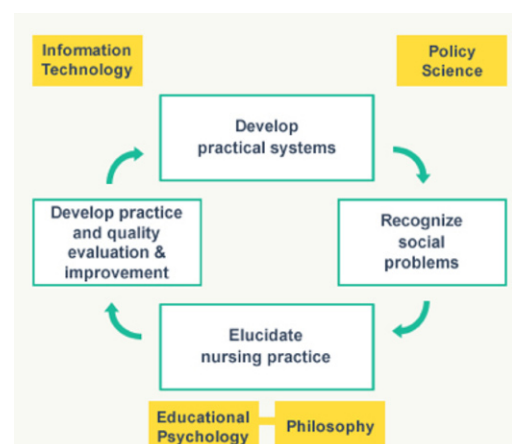 Information
Technology
Policy
Science
Develop
practical systems
Develop practice
and quality
evaluation &
improvement
Recognize
social
problems
Elucidate
nursing practice
Educational
Psychology
Philosophy